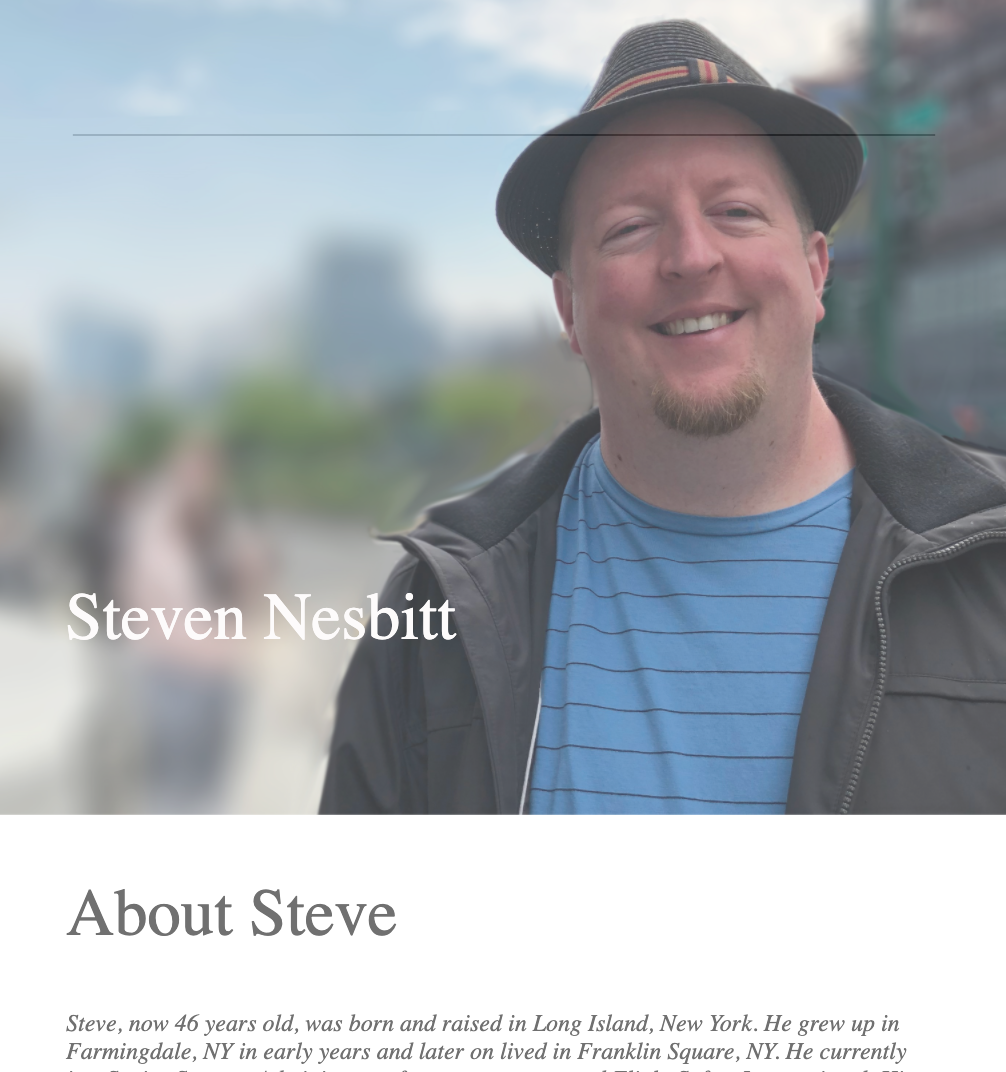 Steven Nesbitt
About Steve
Steve, now 46 years old, was born and raised in Long Island, New York. He grew up in
Farmingdale, NY in early years and later on lived in Franklin Square, NY. He currently